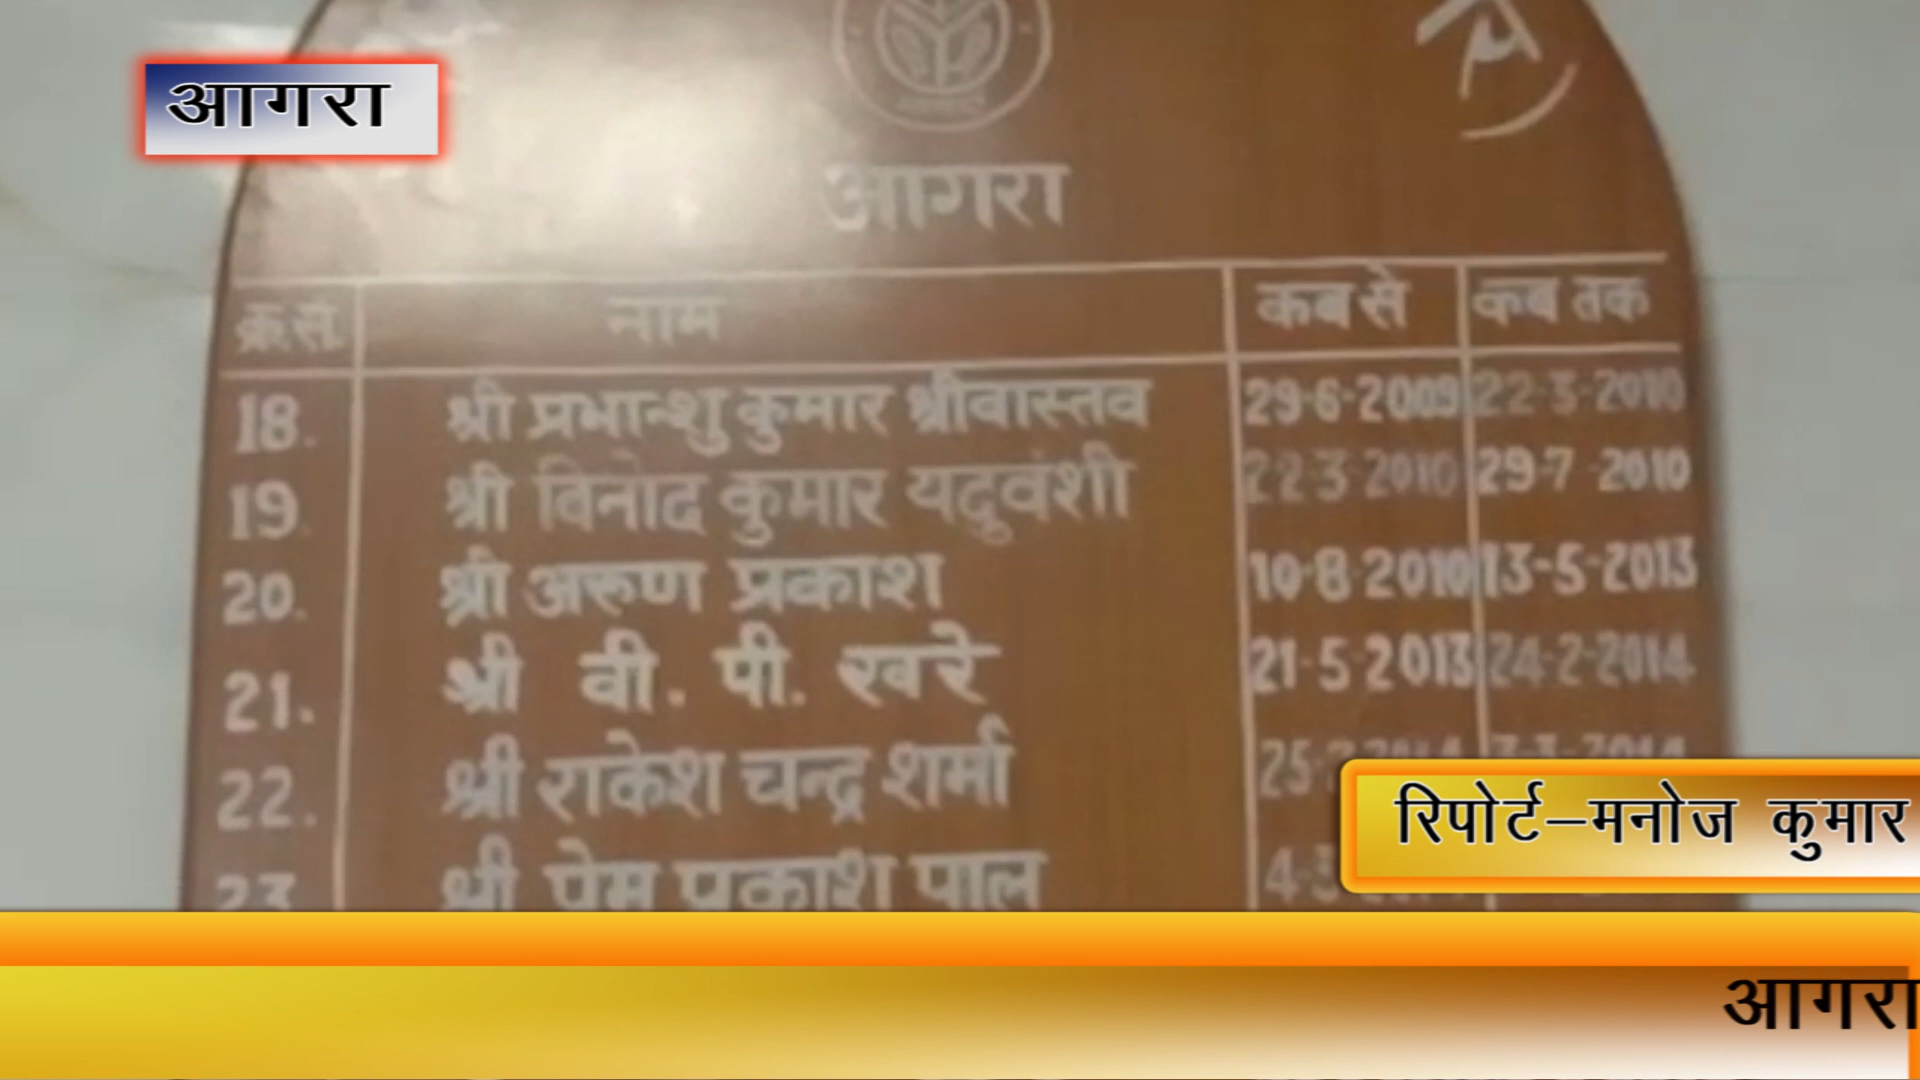 आगरा
आगरा
क्र.सं. नाम कब से कब तक
18. श्री प्रभान्शु कुमार श्रीवास्तव 29-6-2009 22-3-2010
19. श्री विनोद कुमार यदुवंशी 22-3-2010 29-7-2010
20. श्री अरुण प्रकाश 10-8-2010 13-5-2013
21. श्री वी. पी. खरे 21-5-2013 24-2-2014
22. श्री राकेश चन्द्र शर्मा
23. श्री प्रेम प्रकाश पाल
रिपोर्ट–मनोज कुमार
आगरा